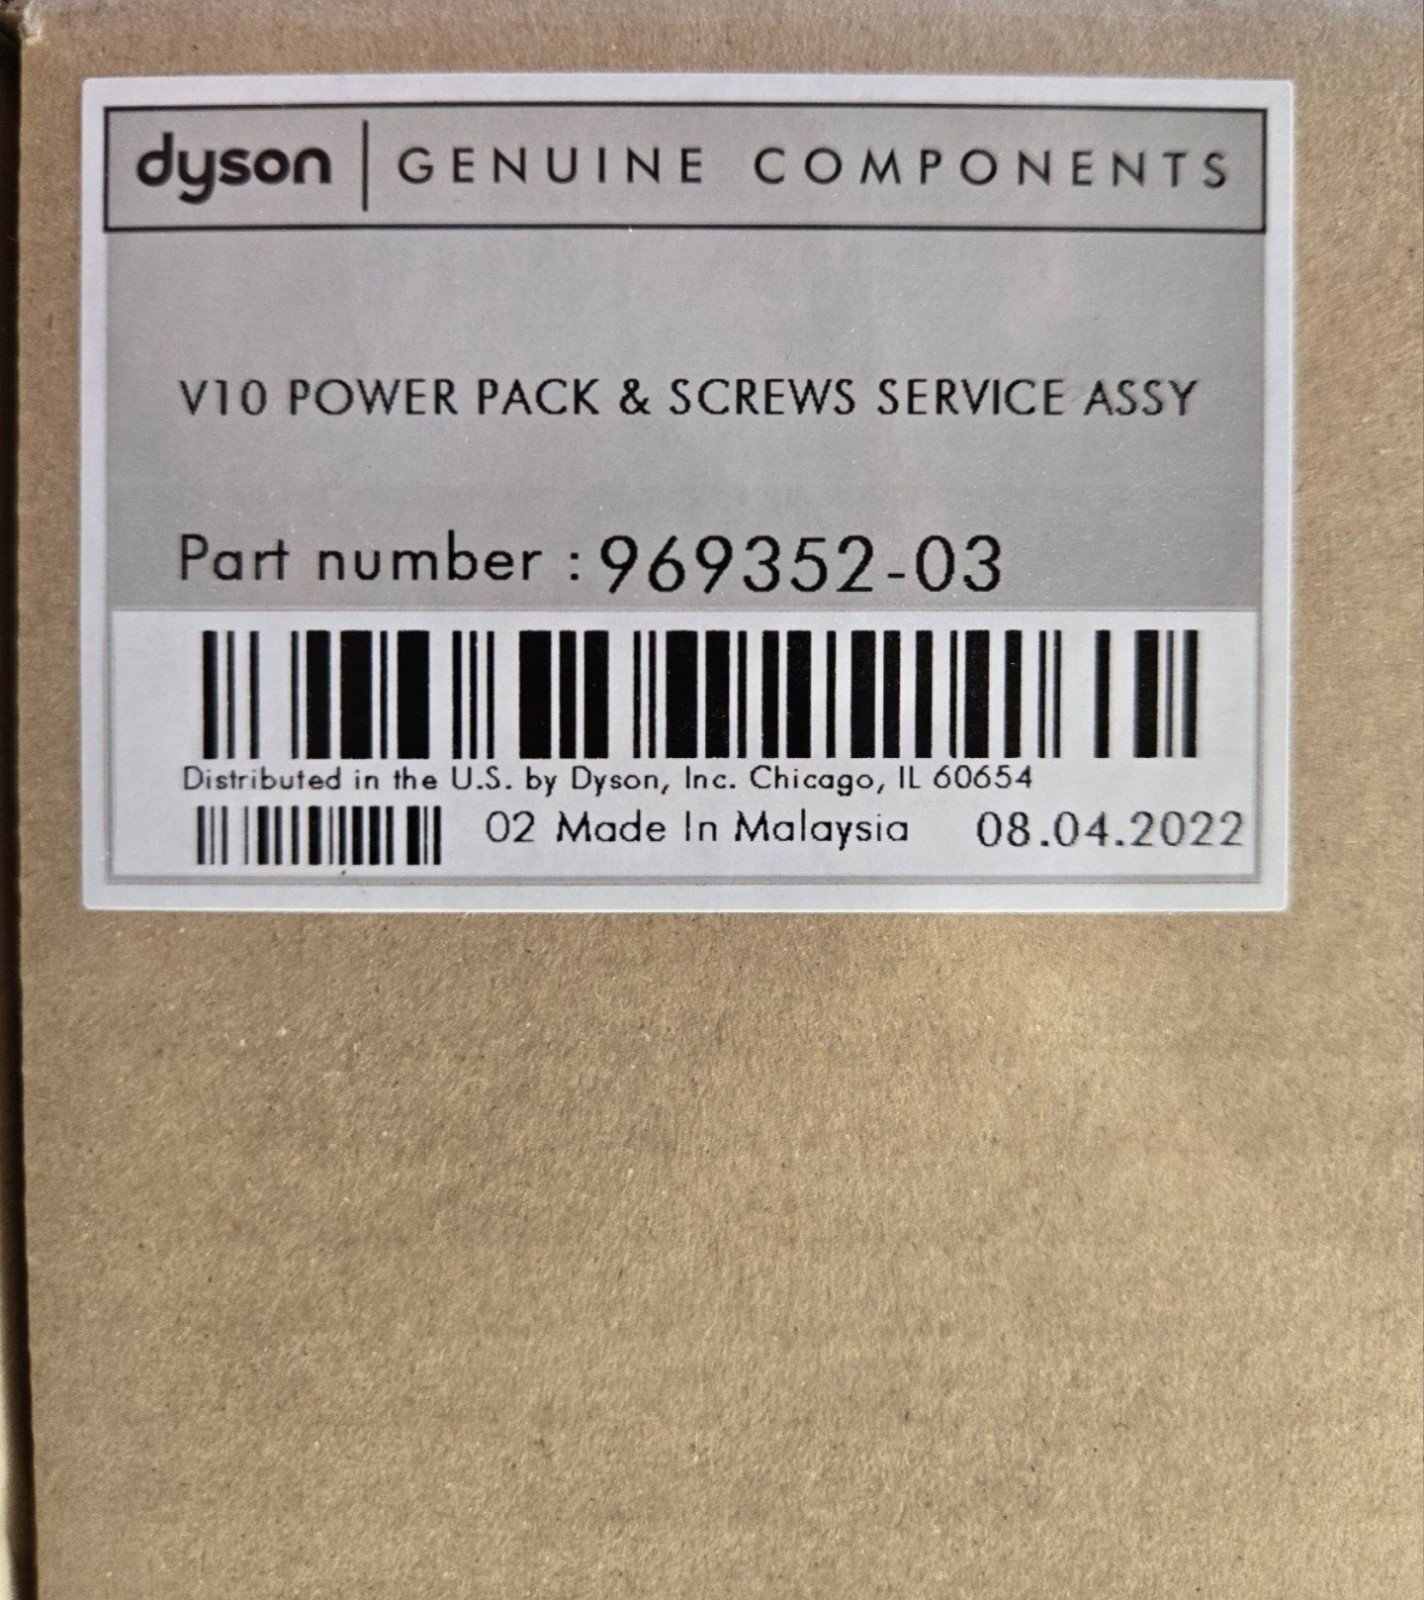 dyson | GENUINE COMPONENTS
V10 POWER PACK & SCREWS SERVICE ASSY
Part number : 969352-03
Distributed in the U.S. by Dyson, Inc. Chicago, IL 60654
02 Made In Malaysia 08.04.2022